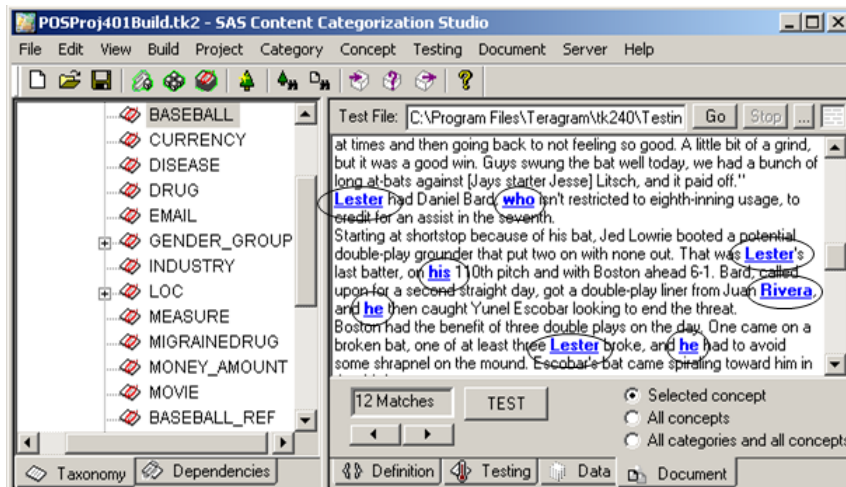 POSProj401Build.tk2 - SAS Content Categorization Studio
File Edit View Build Project Category Concept Testing Document Server Help
BASEBALL
CURRENCY
DISEASE
DRUG
EMAIL
GENDER_GROUP
INDUSTRY
LOC
MEASURE
MIGRAINEDRUG
MONEY_AMOUNT
MOVIE
BASEBALL_REF
Taxonomy Dependencies
Test File: C:\Program Files\Teragram\tk240\Testin Go Stop ...
at times and then going back to not feeling so good. A little bit of a grind,
but it was a good win. Guys swung the bat well today, we had a bunch of
long at-bats against [Jays starter Jesse] Litsch, and it paid off."
Lester had Daniel Bard, who isn't restricted to eighth-inning usage, to
credit for an assist in the seventh.
Starting at shortstop because of his bat, Jed Lowrie booted a potential
double-play grounder that put two on with none out. That was Lester's
last batter, on his 110th pitch and with Boston ahead 6-1. Bard, called
upon for a second straight day, got a double-play liner from Juan Rivera,
and he then caught Yunel Escobar looking to end the threat.
Boston had the benefit of three double plays on the day. One came on a
broken bat, one of at least three Lester broke, and he had to avoid
some shrapnel on the mound. Escobar's bat came spiraling toward him in
12 Matches TEST
Selected concept
All concepts
All categories and all concepts
Definition Testing Data Document